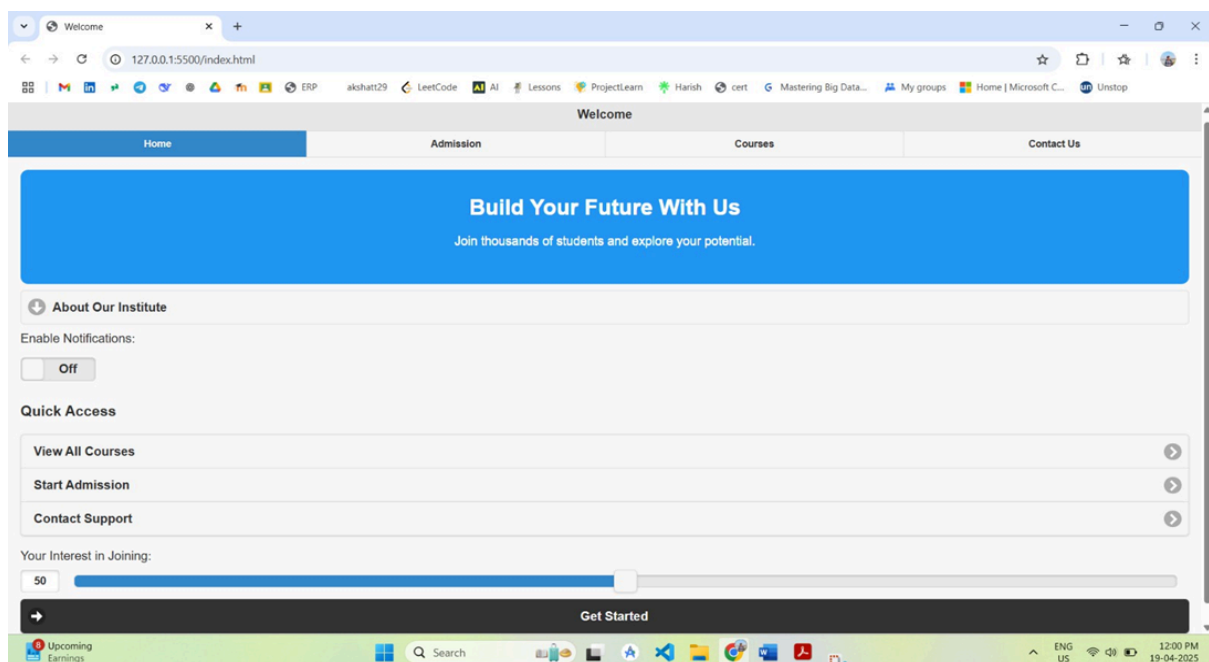 Welcome
127.0.0.1:5500/index.html
ERP akshatt29 LeetCode AI AI Lessons ProjectLearn Harish cert Mastering Big Data... My groups Home | Microsoft C... Unstop
Welcome
Home Admission Courses Contact Us
Build Your Future With Us
Join thousands of students and explore your potential.
About Our Institute
Enable Notifications:
Off
Quick Access
View All Courses
Start Admission
Contact Support
Your Interest in Joining:
50
Get Started
8 Upcoming
Earnings
Search
ENG
US
12:00 PM
19-04-2025